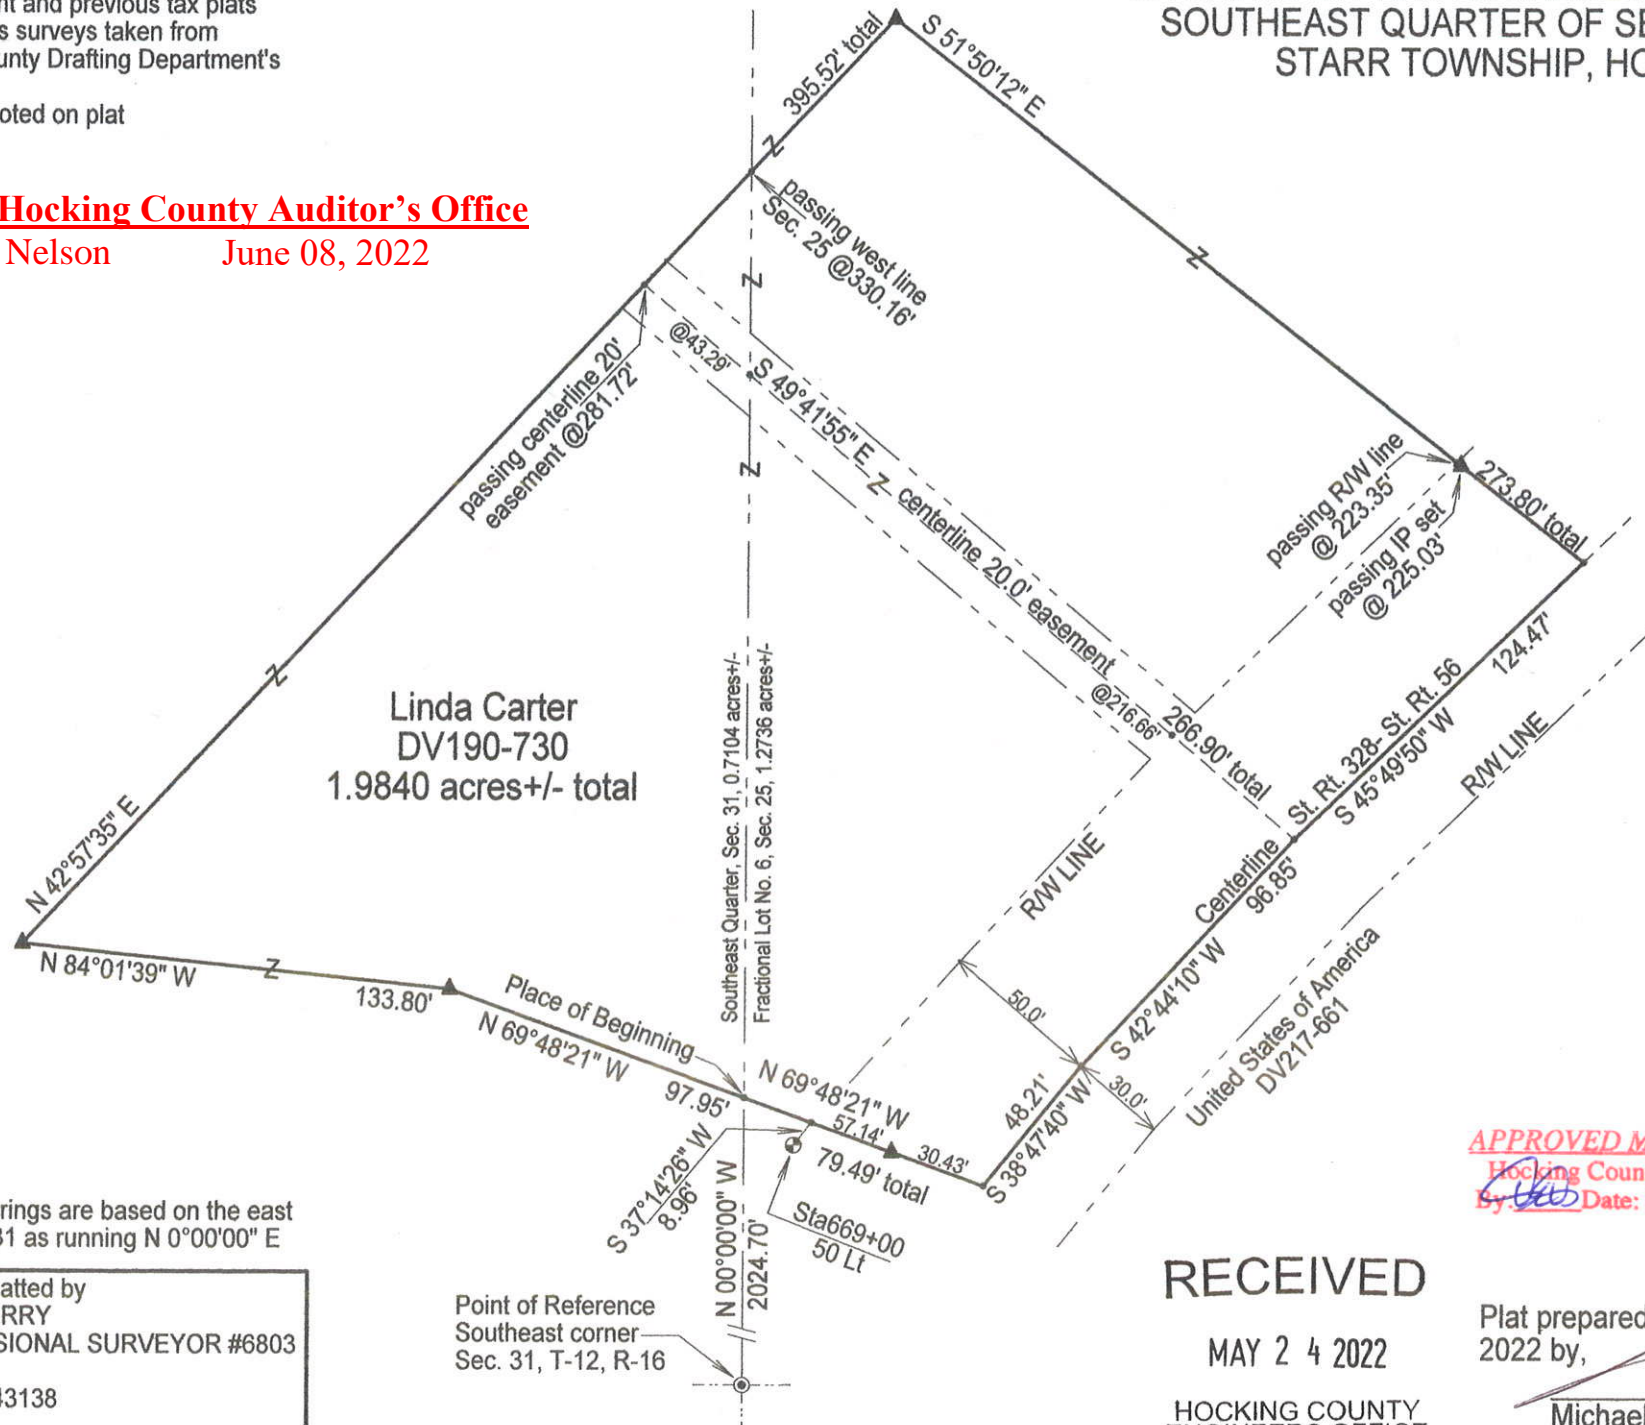 nt and previous tax plats
s surveys taken from
unty Drafting Department's
oted on plat
Hocking County Auditor's Office
Nelson June 08, 2022
SOUTHEAST QUARTER OF SE
STARR TOWNSHIP, HO
395.52' total
S 51°50'12" E
Z
passing west line
Sec. 25 @330.16'
Z
Z
@43.29'
passing centerline 20'
easement @281.72'
S 49°41'55" E
Z
Z
centerline 20.0' easement
@216.66'
266.90' total
passing R/W line
@ 223.35'
passing IP set
@ 225.03'
273.80' total
124.47'
St. Rt. 328- St. Rt. 56
S 45°49'50" W
R/W LINE
Z
Linda Carter
DV190-730
1.9840 acres+/- total
Southeast Quarter, Sec. 31, 0.7104 acres+/-
Fractional Lot No. 6, Sec. 25, 1.2736 acres+/-
R/W LINE
Centerline
96.85'
S 42°44'10" W
N 42°57'35" E
N 84°01'39" W
Z
133.80'
Place of Beginning
N 69°48'21" W
97.95'
N 69°48'21" W
57.14'
30.43'
79.49' total
50.0'
30.0'
48.21'
S 38°47'40" W
United States of America
DV217-661
S 37°14'26" W
8.96'
Sta669+00
50 Lt
N 00°00'00" W
2024.70'
APPROVED M
Hocking Coun
By: Date:
rings are based on the east
31 as running N 0°00'00" E
atted by
RRY
SIONAL SURVEYOR #6803
43138
Point of Reference
Southeast corner
Sec. 31, T-12, R-16
RECEIVED
MAY 2 4 2022
HOCKING COUNTY
ENGINEERS OFFICE
Plat prepared
2022 by,
Michael